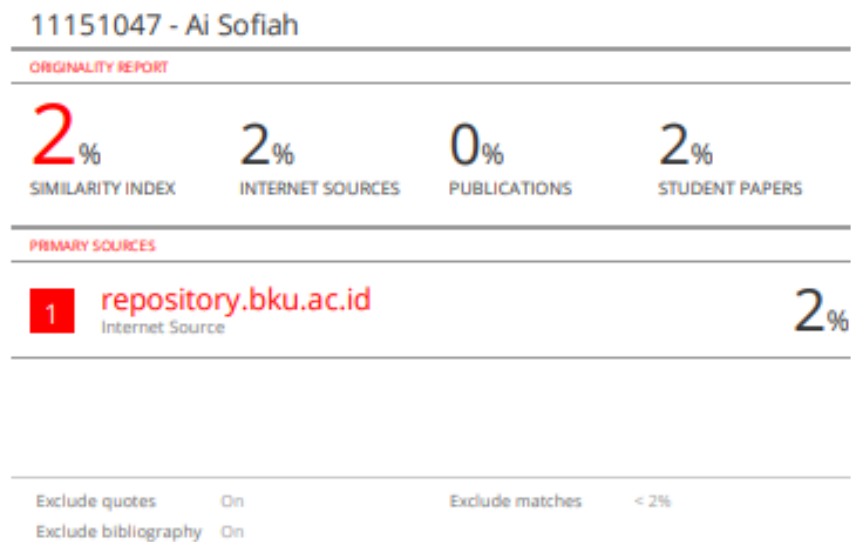 11151047 - Ai Sofiah
ORIGINALITY REPORT
2% 2% 0% 2%
SIMILARITY INDEX INTERNET SOURCES PUBLICATIONS STUDENT PAPERS
PRIMARY SOURCES
1 repository.bku.ac.id 2%
Internet Source
Exclude quotes On Exclude matches < 2%
Exclude bibliography On